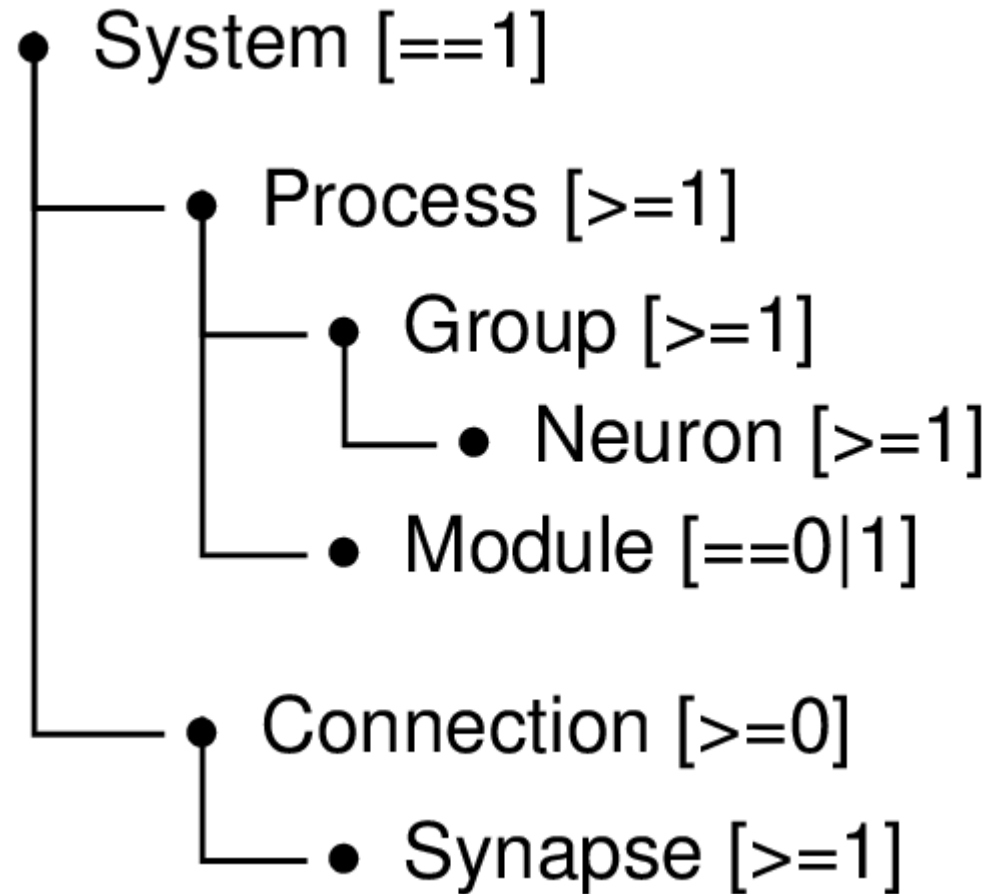 System [==1]
Process [>=1]
Group [>=1]
Neuron [>=1]
Module [==0|1]
Connection [>=0]
Synapse [>=1]